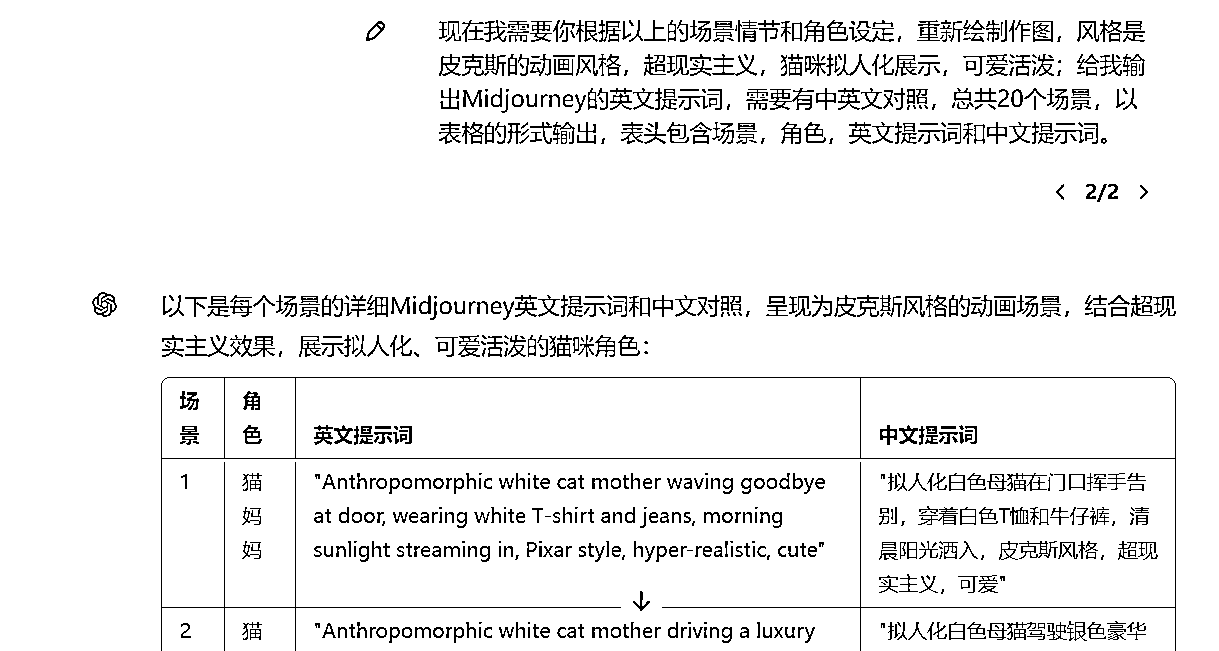 现在我需要你根据以上的场景情节和角色设定，重新绘制作图，风格是
皮克斯的动画风格，超现实主义，猫咪拟人化展示，可爱活泼；给我输
出Midjourney的英文提示词，需要有中英文对照，总共20个场景，以
表格的形式输出，表头包含场景，角色，英文提示词和中文提示词。
< 2/2 >
以下是每个场景的详细Midjourney英文提示词和中文对照，呈现为皮克斯风格的动画场景，结合超现
实主义效果，展示拟人化、可爱活泼的猫咪角色：
场 角
景 色 英文提示词 中文提示词
1 猫 "Anthropomorphic white cat mother waving goodbye "拟人化白色母猫在门口挥手告
妈 at door, wearing white T-shirt and jeans, morning 别，穿着白色T恤和牛仔裤，清
妈 sunlight streaming in, Pixar style, hyper-realistic, cute" 晨阳光洒入，皮克斯风格，超现
实主义，可爱"
2 猫 "Anthropomorphic white cat mother driving a luxury "拟人化白色母猫驾驶银色豪华